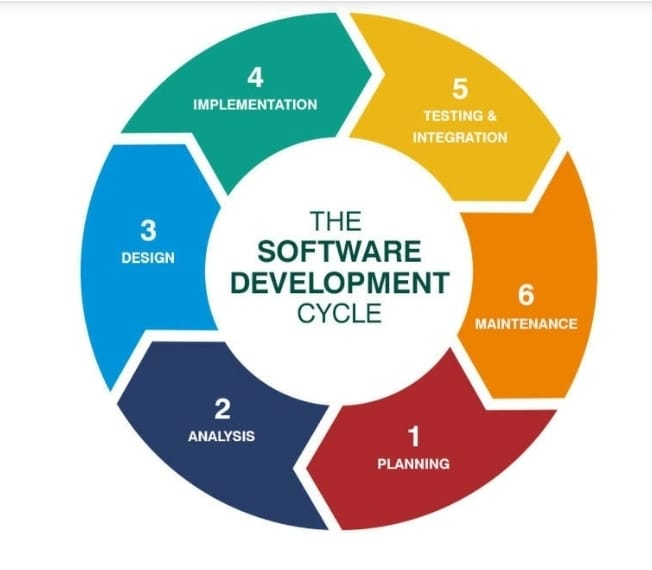 THE
SOFTWARE
DEVELOPMENT
CYCLE
1
PLANNING
2
ANALYSIS
3
DESIGN
4
IMPLEMENTATION
5
TESTING &
INTEGRATION
6
MAINTENANCE